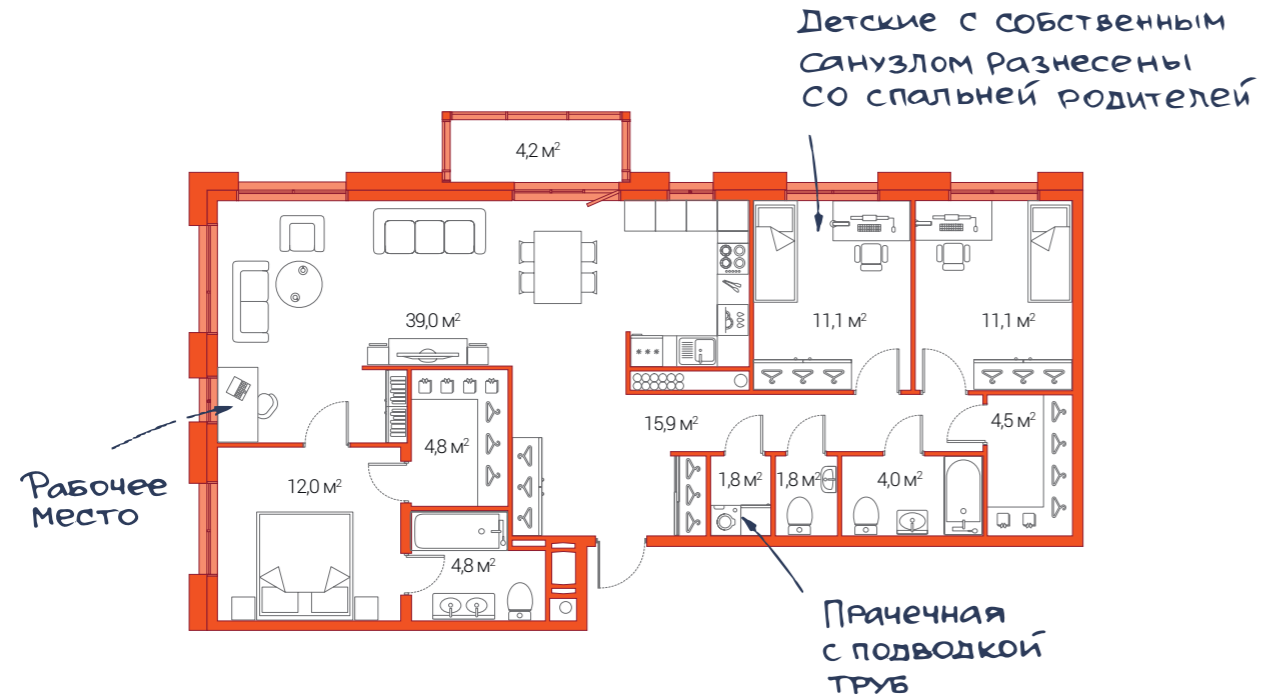 Детские с собственным
санузлом разнесены
со спальней родителей
4,2 м²
39,0 м²
11,1 м²
11,1 м²
15,9 м²
4,5 м²
4,8 м²
12,0 м²
1,8 м²
1,8 м²
4,0 м²
4,8 м²
Рабочее
место
Прачечная
с подводкой
труб